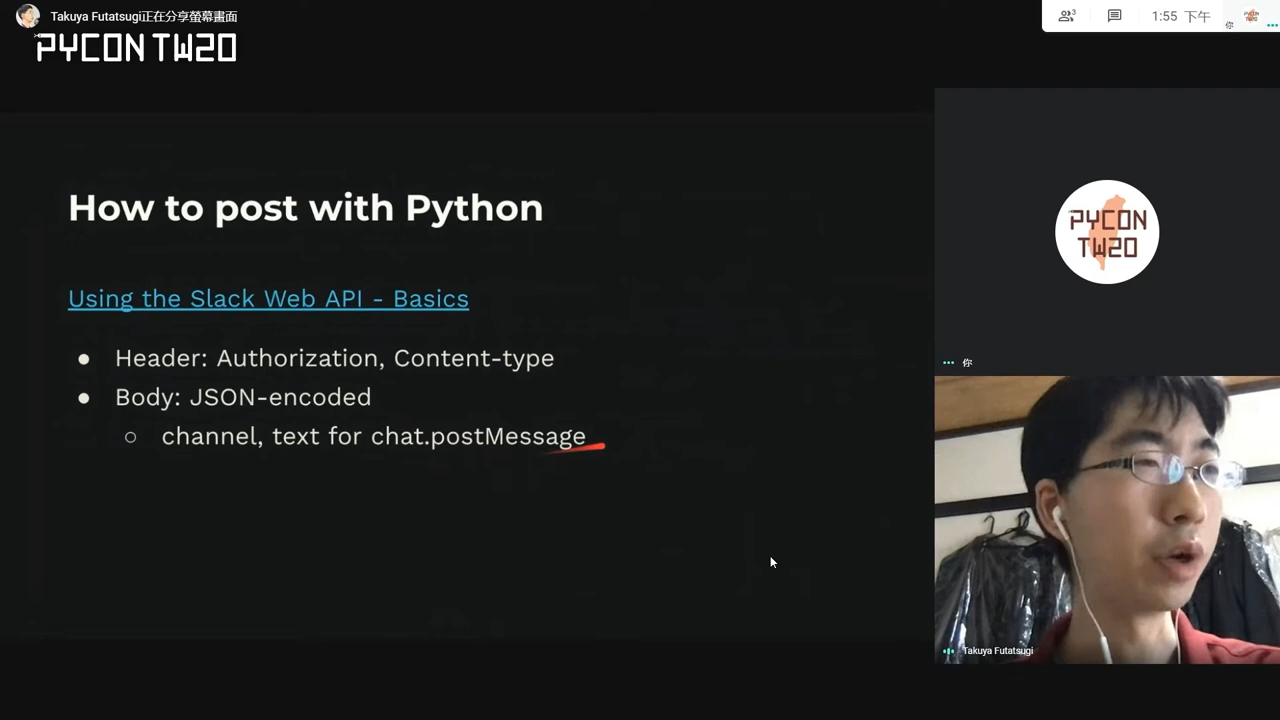 Takuya Futatsugi正在分享螢幕畫面
PYCON TW20
3
1:55 下午
你
How to post with Python
Using the Slack Web API - Basics
● Header: Authorization, Content-type
● Body: JSON-encoded
○ channel, text for chat.postMessage
PYCON
TW20
你
Takuya Futatsugi